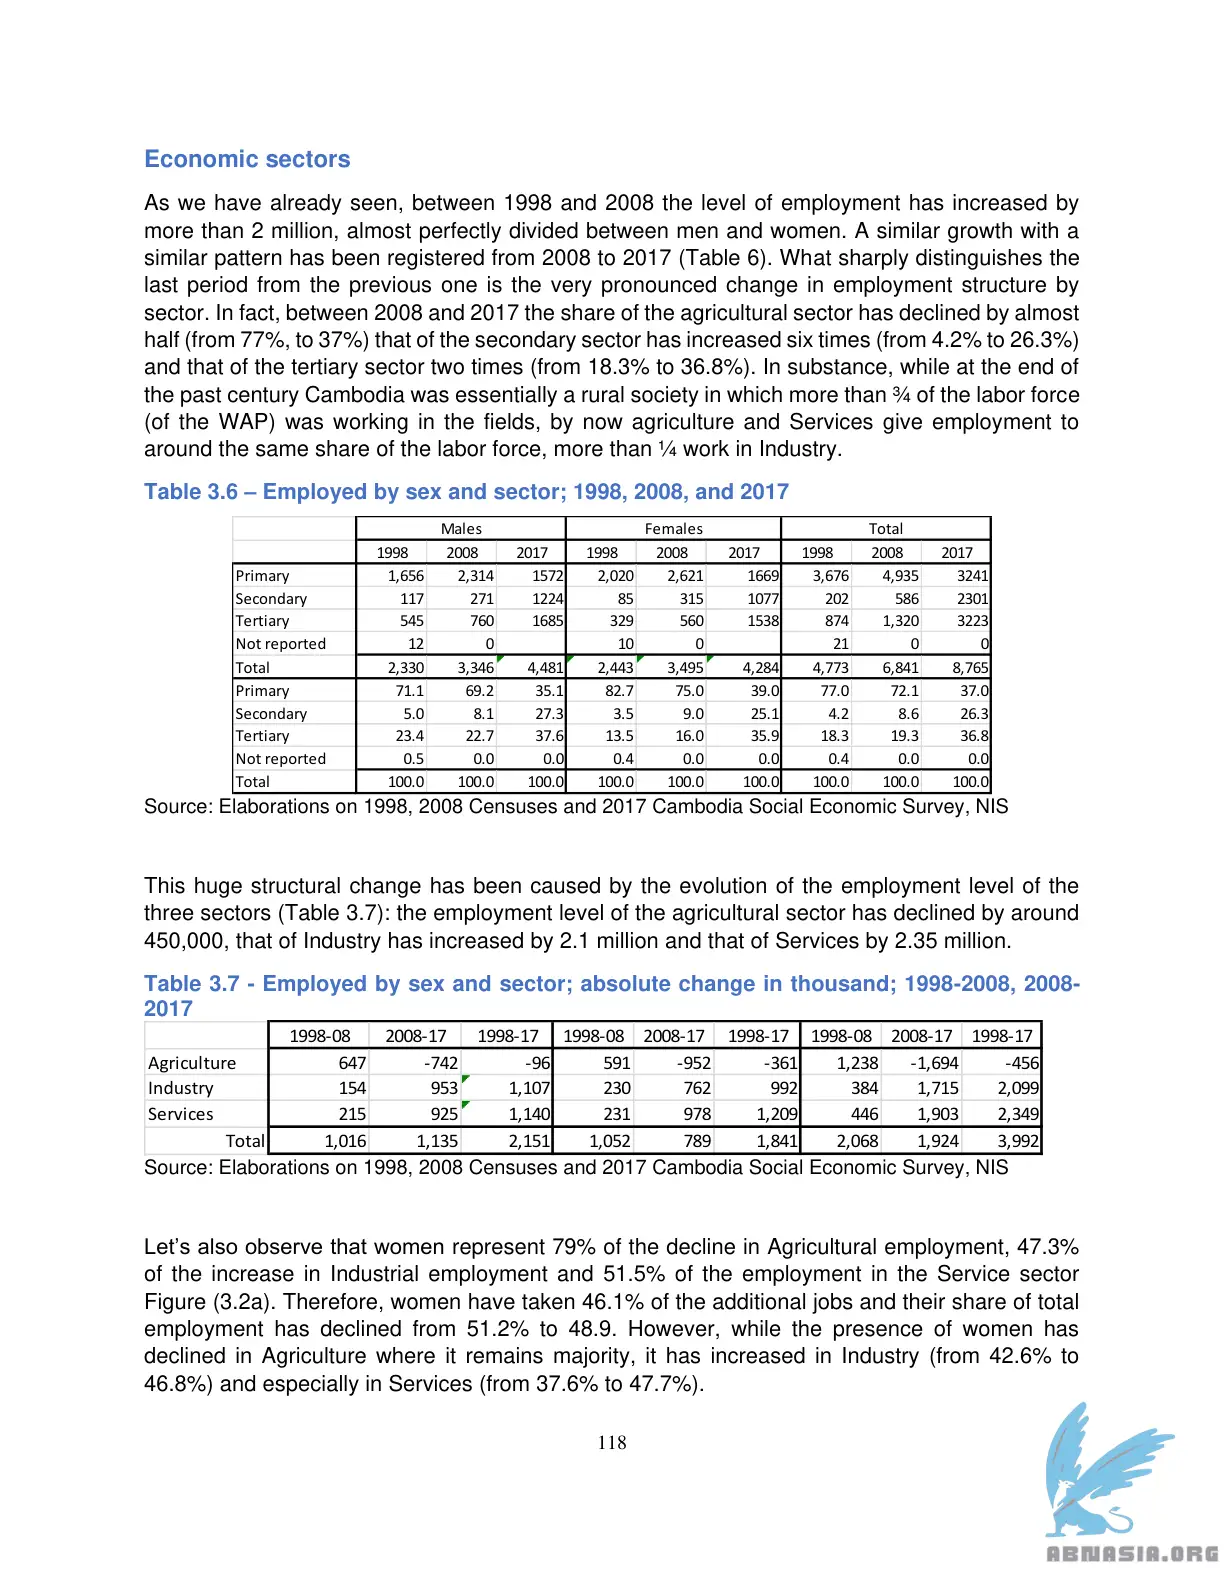 Economic sectors
As we have already seen, between 1998 and 2008 the level of employment has increased by
more than 2 million, almost perfectly divided between men and women. A similar growth with a
similar pattern has been registered from 2008 to 2017 (Table 6). What sharply distinguishes the
last period from the previous one is the very pronounced change in employment structure by
sector. In fact, between 2008 and 2017 the share of the agricultural sector has declined by almost
half (from 77%, to 37%) that of the secondary sector has increased six times (from 4.2% to 26.3%)
and that of the tertiary sector two times (from 18.3% to 36.8%). In substance, while at the end of
the past century Cambodia was essentially a rural society in which more than ¾ of the labor force
(of the WAP) was working in the fields, by now agriculture and Services give employment to
around the same share of the labor force, more than ¼ work in Industry.
Table 3.6 – Employed by sex and sector; 1998, 2008, and 2017
Males Females Total
1998 2008 2017 1998 2008 2017 1998 2008 2017
Primary 1,656 2,314 1572 2,020 2,621 1669 3,676 4,935 3241
Secondary 117 271 1224 85 315 1077 202 586 2301
Tertiary 545 760 1685 329 560 1538 874 1,320 3223
Not reported 12 0 10 0 21 0 0
Total 2,330 3,346 4,481 2,443 3,495 4,284 4,773 6,841 8,765
Primary 71.1 69.2 35.1 82.7 75.0 39.0 77.0 72.1 37.0
Secondary 5.0 8.1 27.3 3.5 9.0 25.1 4.2 8.6 26.3
Tertiary 23.4 22.7 37.6 13.5 16.0 35.9 18.3 19.3 36.8
Not reported 0.5 0.0 0.0 0.4 0.0 0.0 0.4 0.0 0.0
Total 100.0 100.0 100.0 100.0 100.0 100.0 100.0 100.0 100.0
Source: Elaborations on 1998, 2008 Censuses and 2017 Cambodia Social Economic Survey, NIS
This huge structural change has been caused by the evolution of the employment level of the
three sectors (Table 3.7): the employment level of the agricultural sector has declined by around
450,000, that of Industry has increased by 2.1 million and that of Services by 2.35 million.
Table 3.7 - Employed by sex and sector; absolute change in thousand; 1998-2008, 2008-
2017
1998-08 2008-17 1998-17 1998-08 2008-17 1998-17 1998-08 2008-17 1998-17
Agriculture 647 -742 -96 591 -952 -361 1,238 -1,694 -456
Industry 154 953 1,107 230 762 992 384 1,715 2,099
Services 215 925 1,140 231 978 1,209 446 1,903 2,349
Total 1,016 1,135 2,151 1,052 789 1,841 2,068 1,924 3,992
Source: Elaborations on 1998, 2008 Censuses and 2017 Cambodia Social Economic Survey, NIS
Let's also observe that women represent 79% of the decline in Agricultural employment, 47.3%
of the increase in Industrial employment and 51.5% of the employment in the Service sector
Figure (3.2a). Therefore, women have taken 46.1% of the additional jobs and their share of total
employment has declined from 51.2% to 48.9. However, while the presence of women has
declined in Agriculture where it remains majority, it has increased in Industry (from 42.6% to
46.8%) and especially in Services (from 37.6% to 47.7%).
118
ABNASIA.ORG